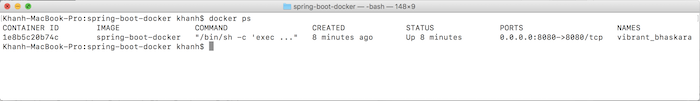 spring-boot-docker — -bash — 148×9
Khanh-MacBook-Pro:spring-boot-docker khanh$ docker ps
CONTAINER ID IMAGE COMMAND CREATED STATUS PORTS NAMES
1e8b5c20b74c spring-boot-docker "/bin/sh -c 'exec ..." 8 minutes ago Up 8 minutes 0.0.0.0:8080->8080/tcp vibrant_bhaskara
Khanh-MacBook-Pro:spring-boot-docker khanh$